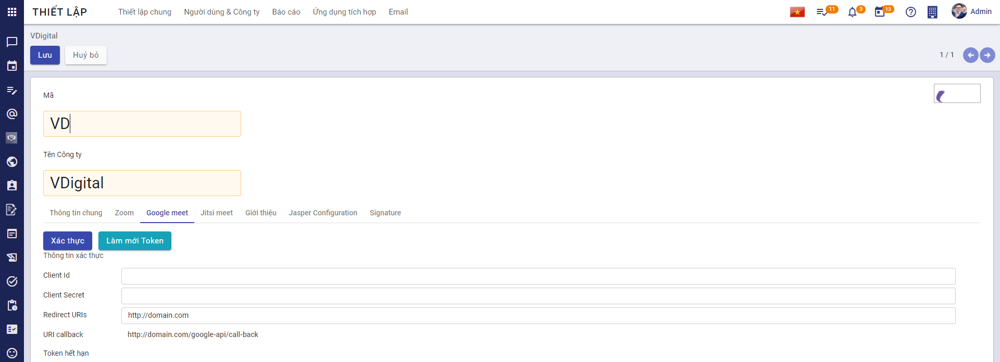 THIẾT LẬP Thiết lập chung Người dùng & Công ty Báo cáo Ứng dụng tích hợp Email 11 3 13 Admin
VDigital
Lưu Huỷ bỏ 1 / 1
Mã
VD
Tên Công ty
VDigital
Thông tin chung Zoom Google meet Jitsi meet Giới thiệu Jasper Configuration Signature
Xác thực Làm mới Token
Thông tin xác thực
Client Id
Client Secret
Redirect URIs http://domain.com
URI callback http://domain.com/google-api/call-back
Token hết hạn